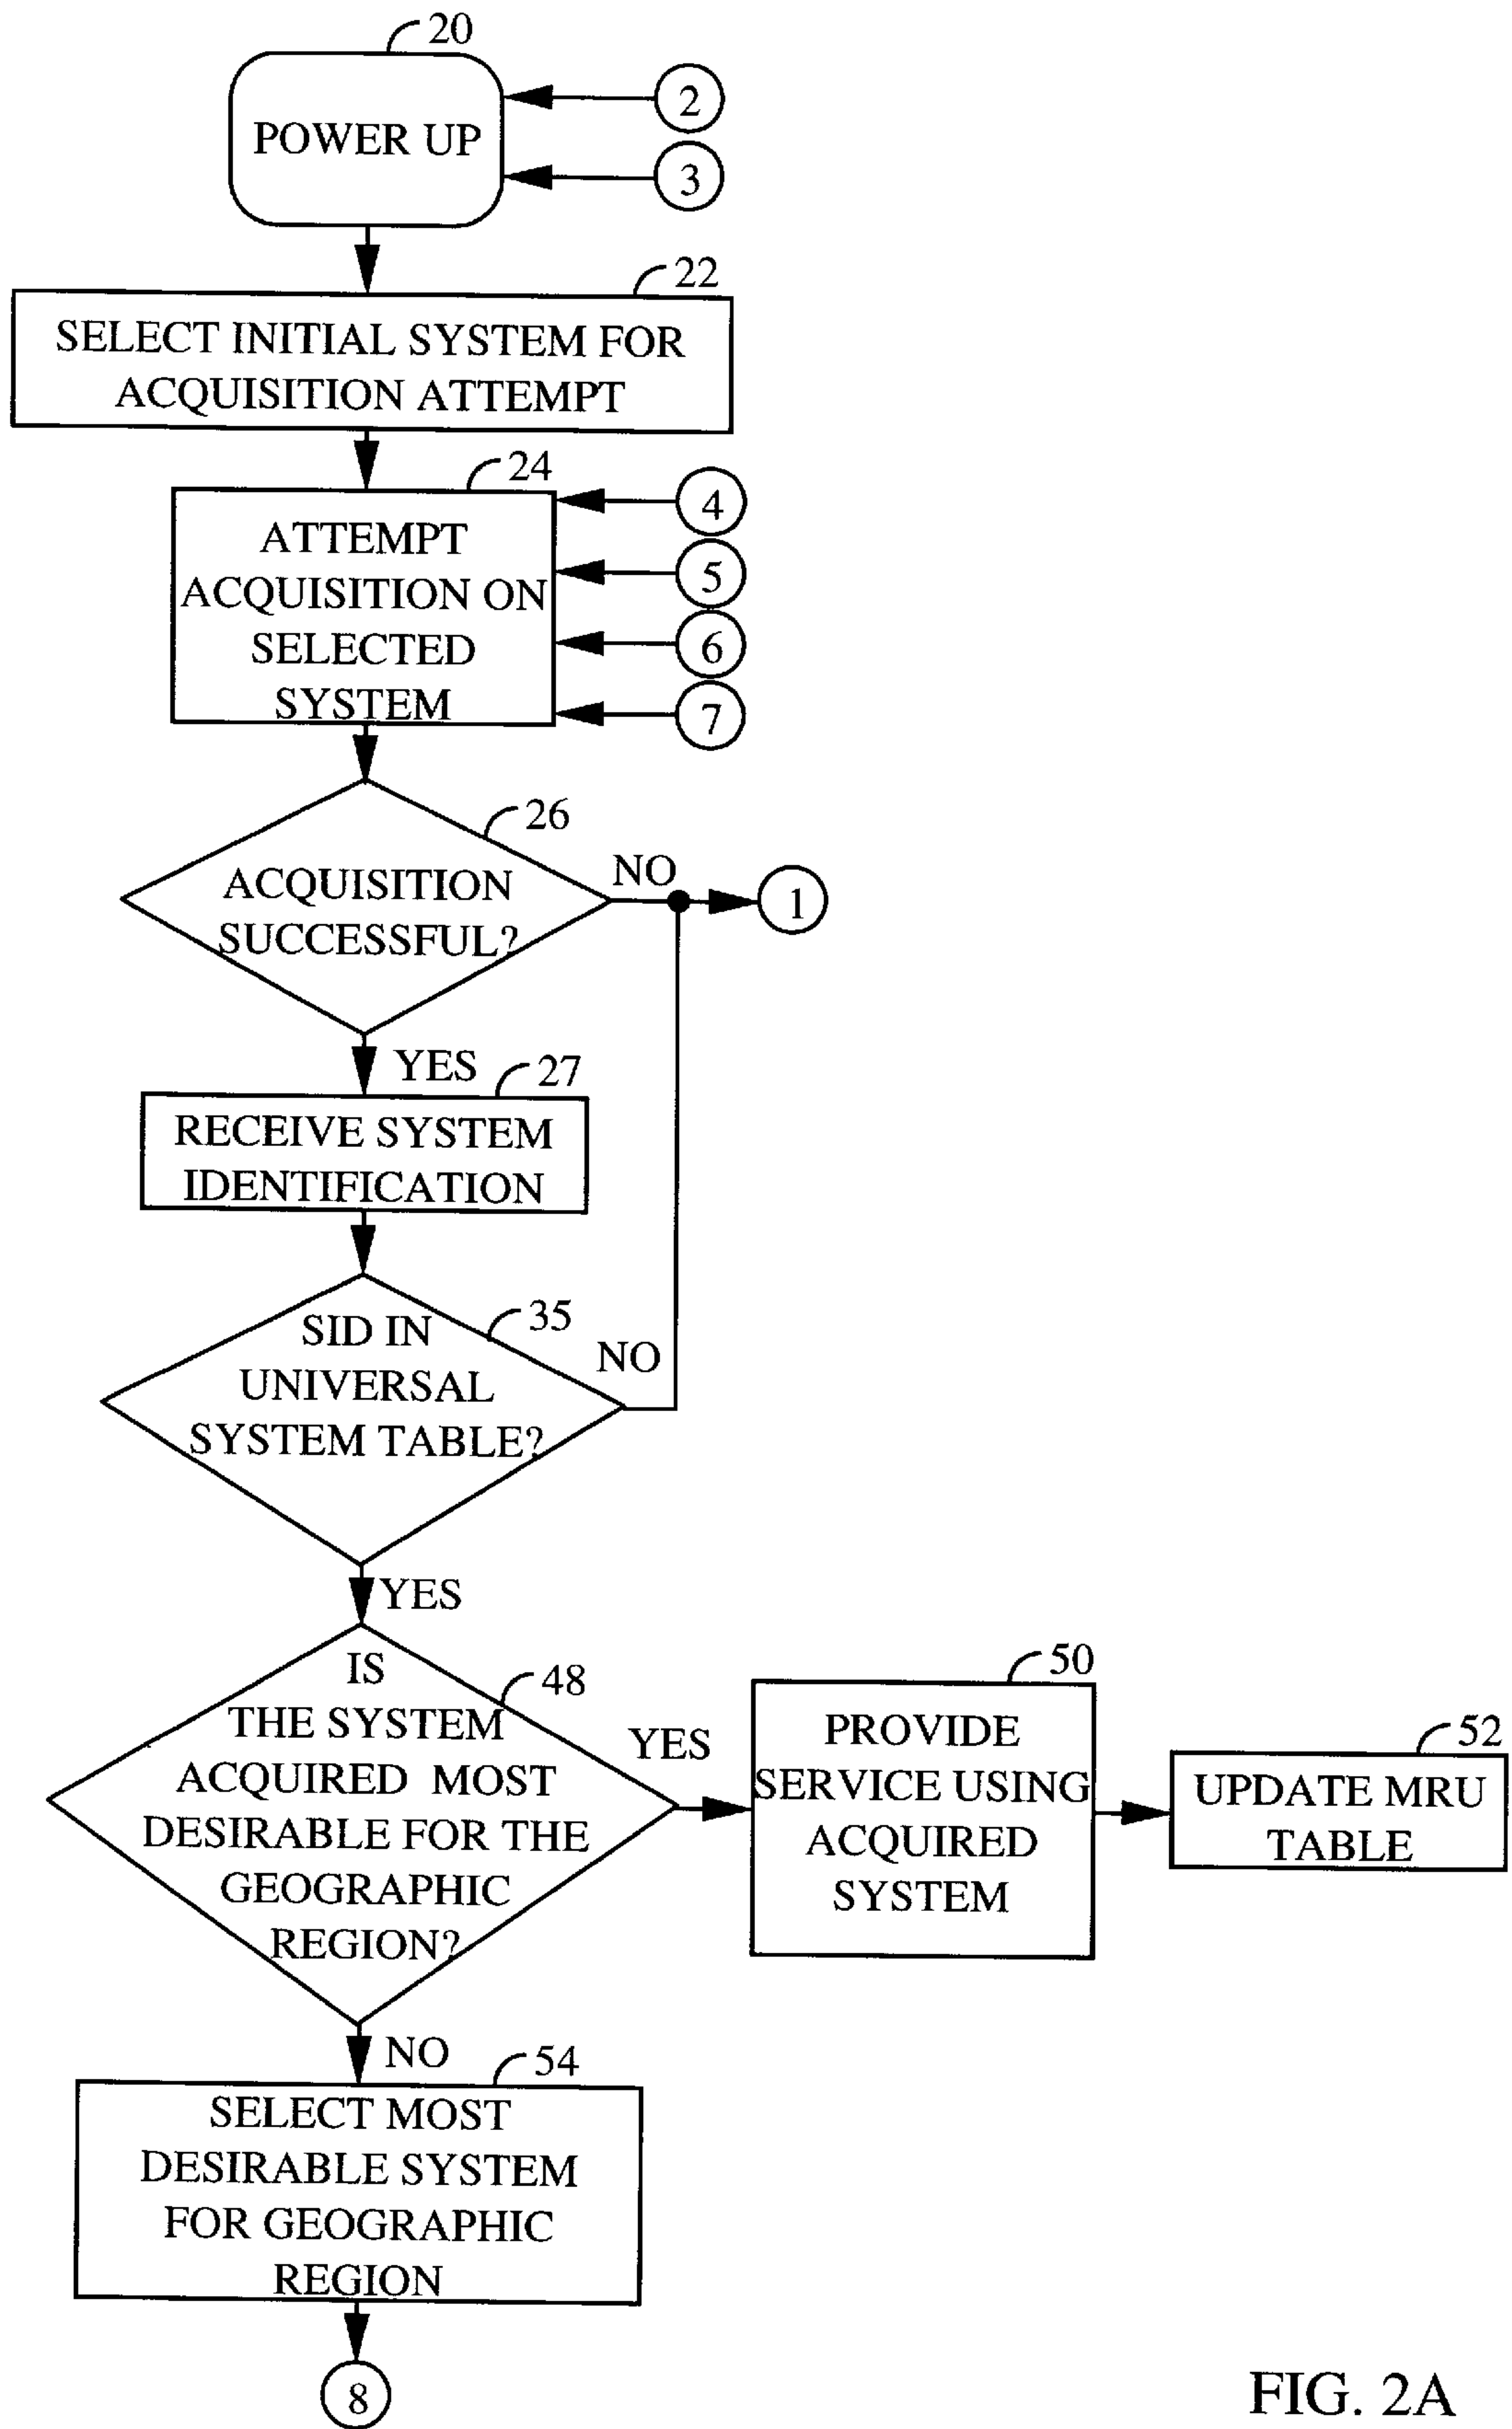 20
2
POWER UP
3
22
SELECT INITIAL SYSTEM FOR
ACQUISITION ATTEMPT
24
4
ATTEMPT
5
ACQUISITION ON
6
SELECTED
SYSTEM
7
26
NO
ACQUISITION
SUCCESSFUL?
1
YES
27
RECEIVE SYSTEM
IDENTIFICATION
35
SID IN
NO
UNIVERSAL
SYSTEM TABLE?
YES
IS
48
THE SYSTEM
ACQUIRED MOST
DESIRABLE FOR THE
GEOGRAPHIC
REGION?
YES
50
PROVIDE
SERVICE USING
ACQUIRED
SYSTEM
52
UPDATE MRU
TABLE
NO
54
SELECT MOST
DESIRABLE SYSTEM
FOR GEOGRAPHIC
REGION
8
FIG. 2A